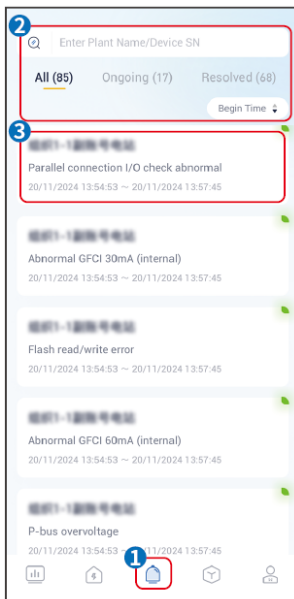 2
Enter Plant Name/Device SN
All (85) Ongoing (17) Resolved (68)
Begin Time
3
Parallel connection I/O check abnormal
20/11/2024 13:54:53 ~ 20/11/2024 13:57:45
Abnormal GFCI 30mA (internal)
20/11/2024 13:54:53 ~ 20/11/2024 13:57:45
Flash read/write error
20/11/2024 13:54:53 ~ 20/11/2024 13:57:45
Abnormal GFCI 60mA (internal)
20/11/2024 13:54:53 ~ 20/11/2024 13:57:45
P-bus overvoltage
20/11/2024 13:54:53 11/2024 13:57:45
1